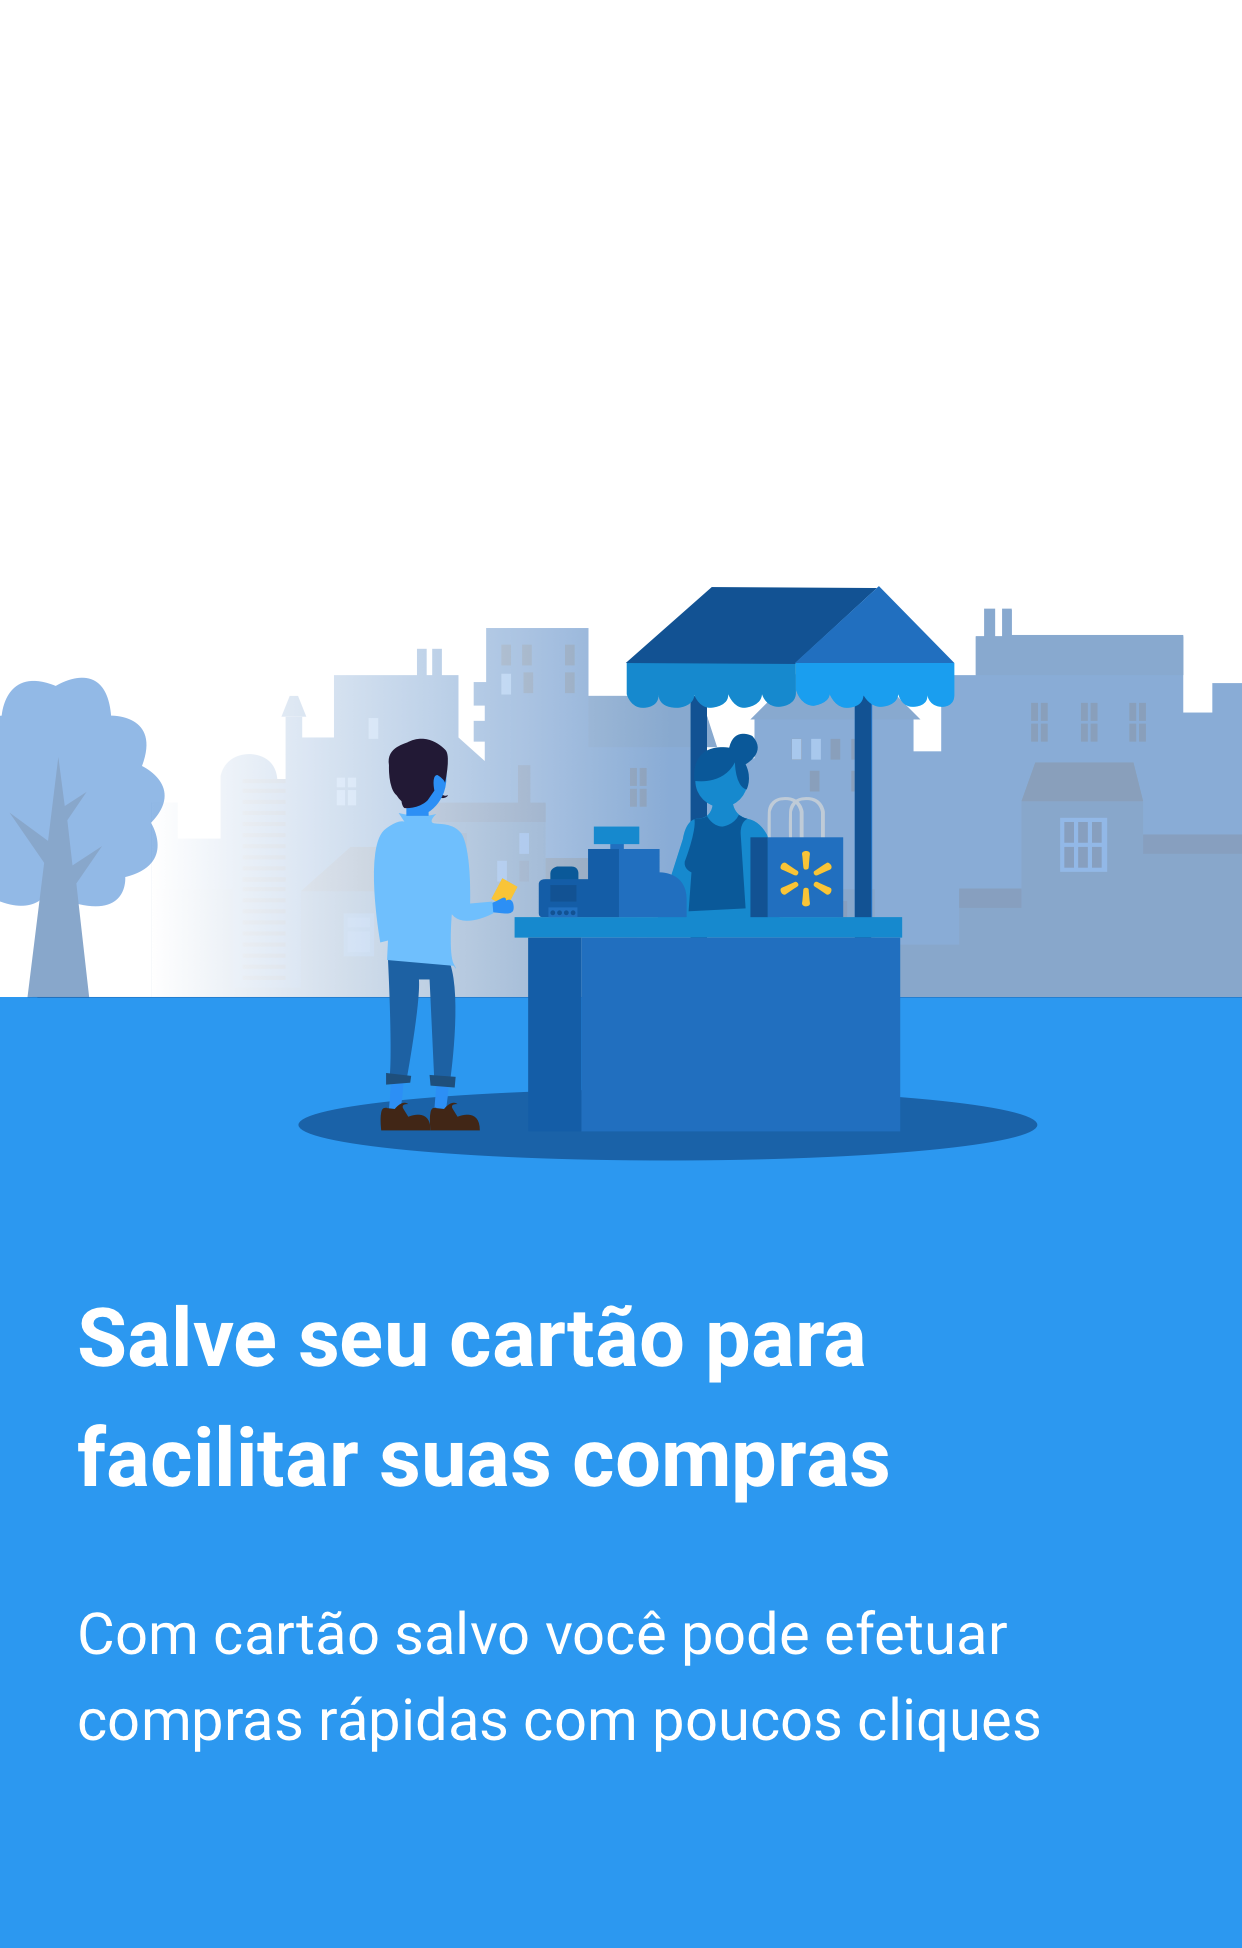 Salve seu cartão para
facilitar suas compras
Com cartão salvo você pode efetuar
compras rápidas com poucos cliques